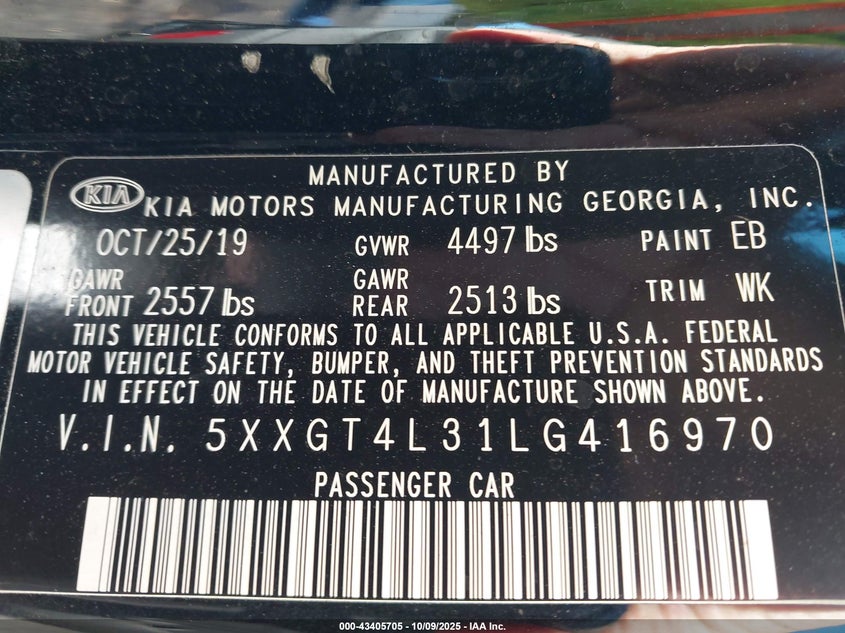 MANUFACTURED BY
KIA KIA MOTORS MANUFACTURING GEORGIA, INC.
OCT/25/19 GVWR 4497 lbs PAINT EB
GAWR FRONT 2557 lbs GAWR REAR 2513 lbs TRIM WK
THIS VEHICLE CONFORMS TO ALL APPLICABLE U.S.A. FEDERAL
MOTOR VEHICLE SAFETY, BUMPER, AND THEFT PREVENTION STANDARDS
IN EFFECT ON THE DATE OF MANUFACTURE SHOWN ABOVE.
V.I.N. 5XXGT4L31LG416970
PASSENGER CAR
000-43405705 - 10/09/2025 - IAA Inc.